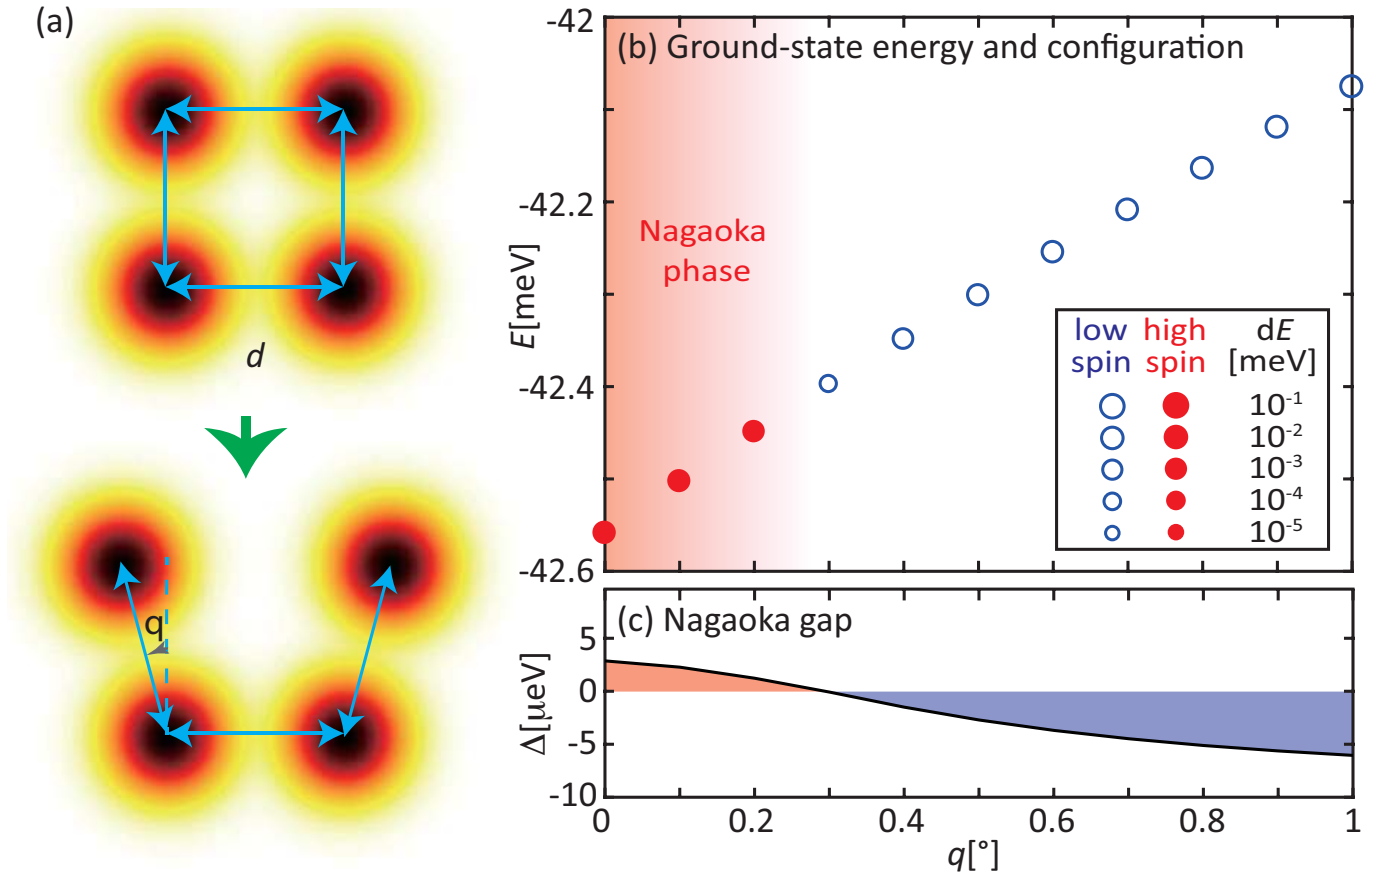 (a)
d
q
(b) Ground-state energy and configuration
-42
-42.2
-42.4
-42.6
E[meV]
Nagaoka
phase
low high dE
spin spin [meV]
10⁻¹
10⁻²
10⁻³
10⁻⁴
10⁻⁵
(c) Nagaoka gap
5
0
-5
-10
Δ[μeV]
0 0.2 0.4 0.6 0.8 1
q[°]